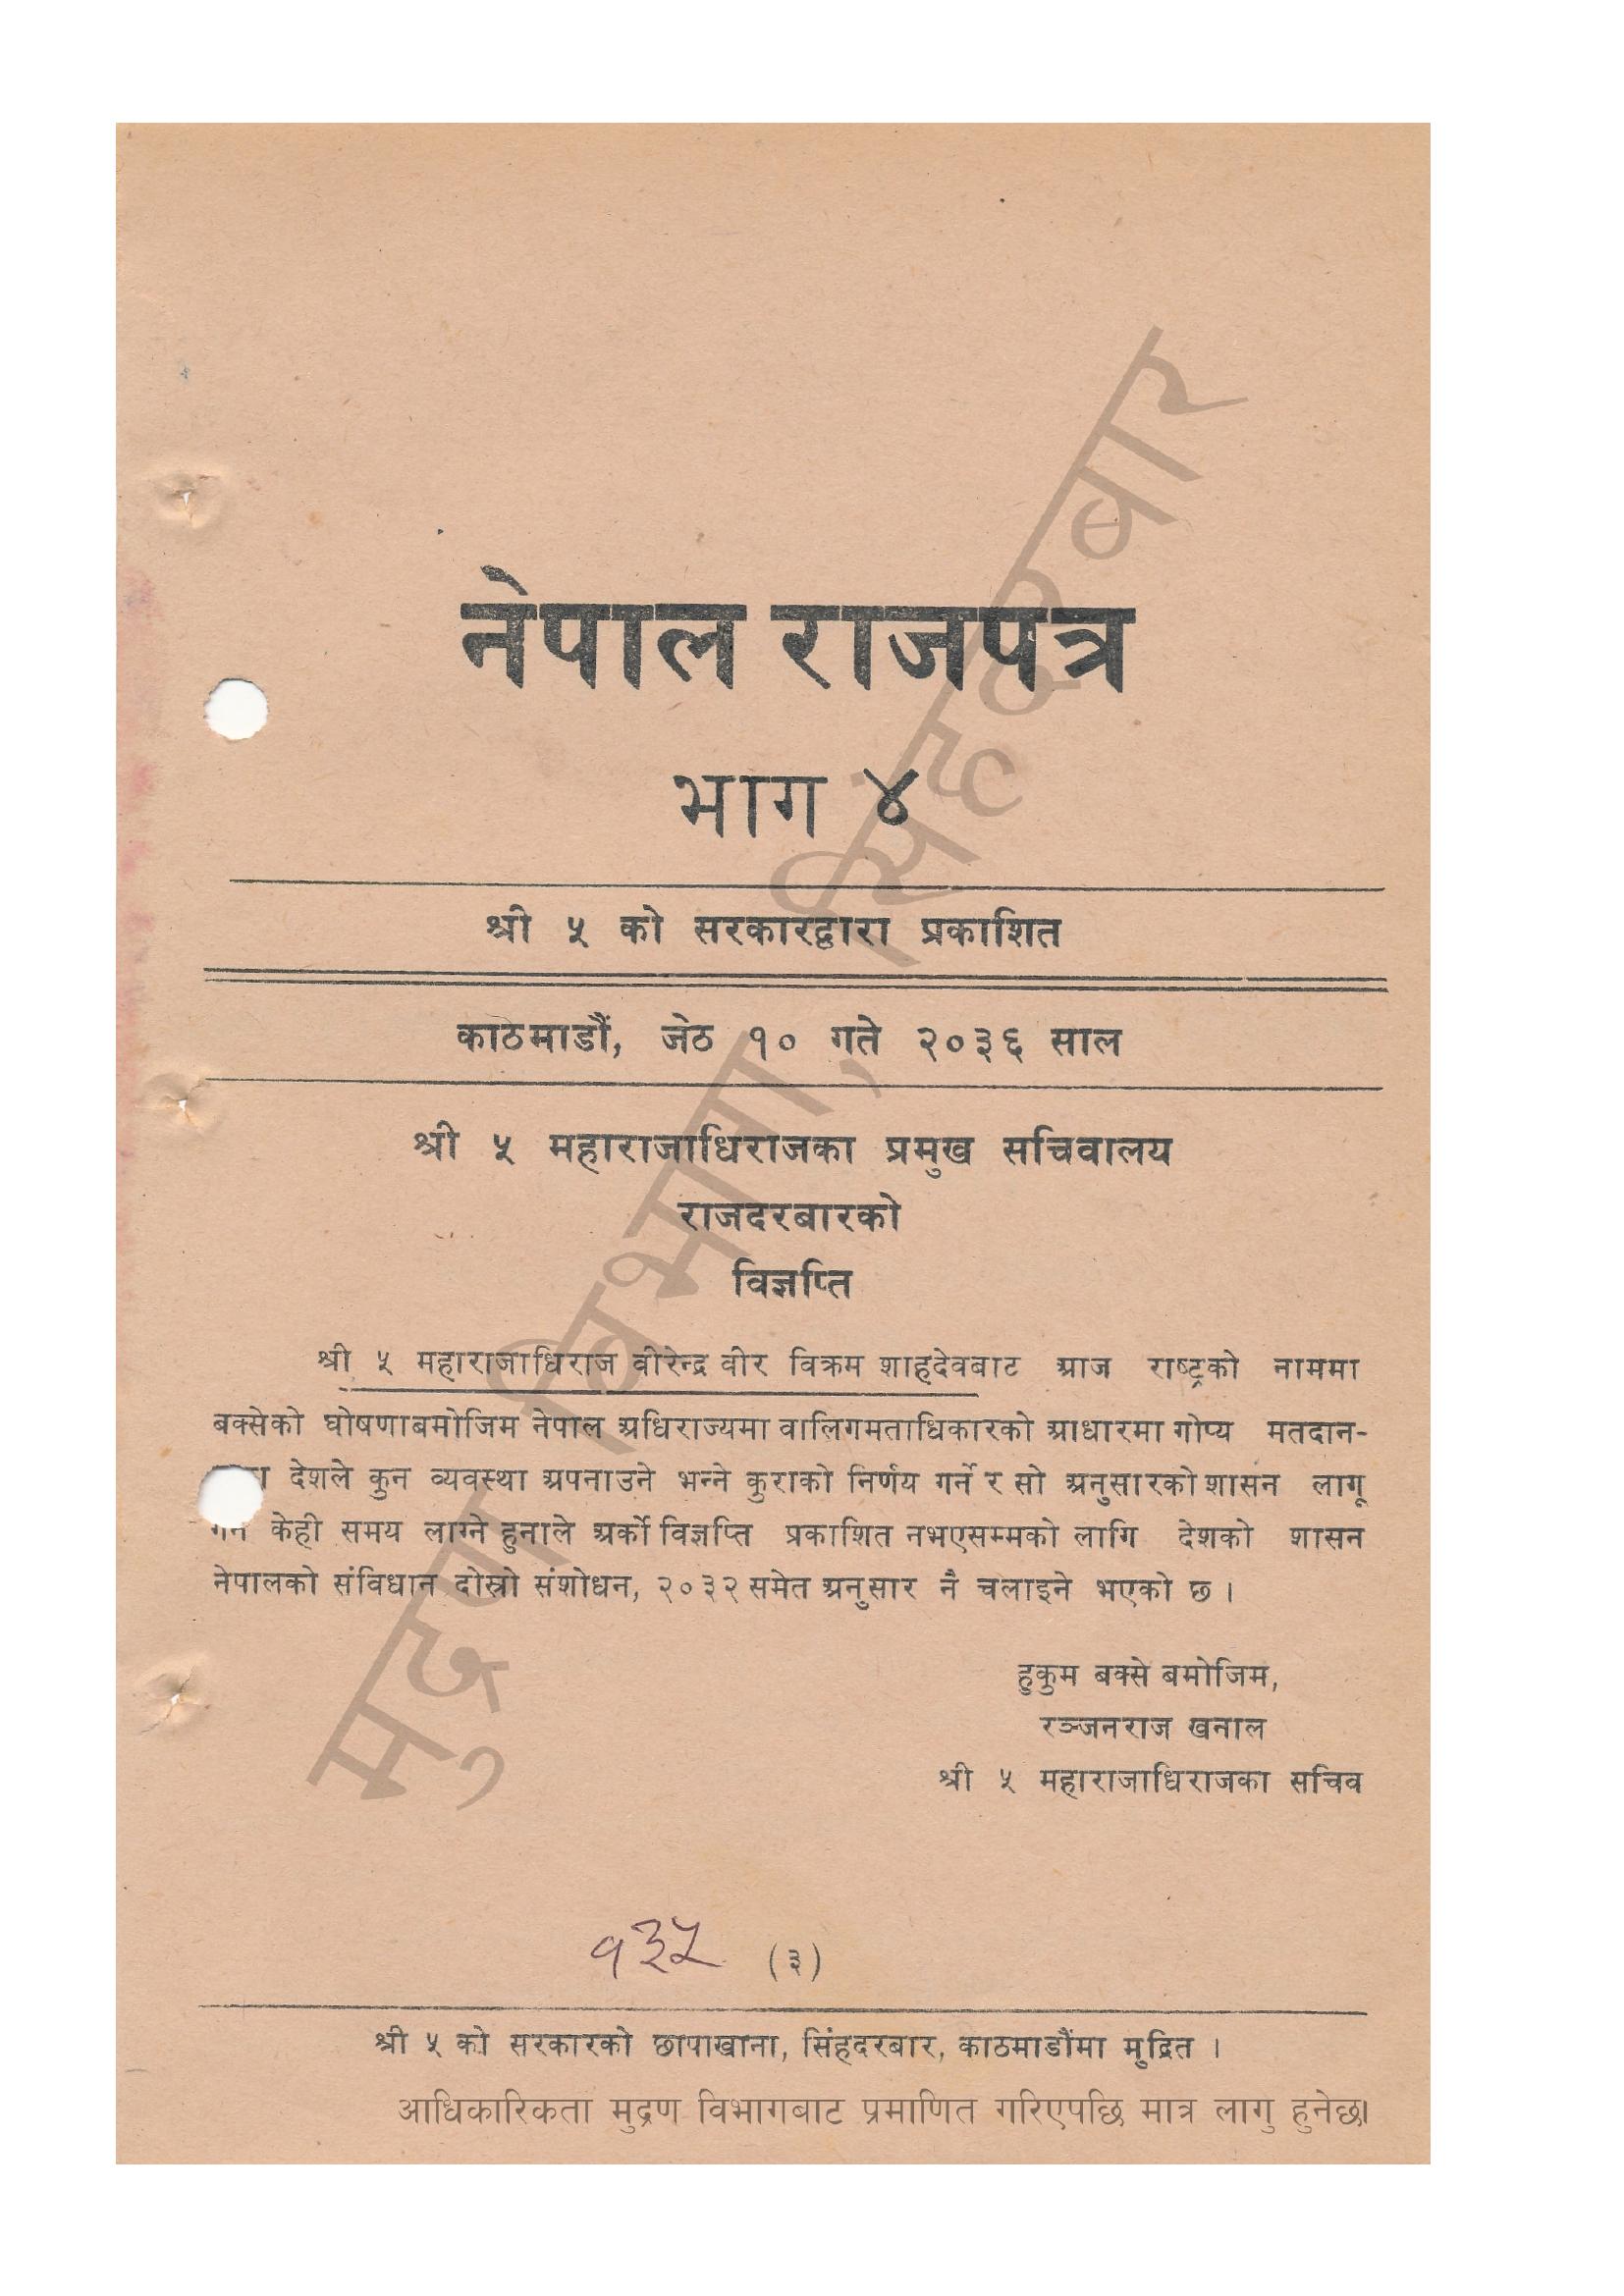 नेपाल राजपत्र
भाग ४
श्री ५ को सरकारद्वारा प्रकाशित
काठमाडौं, जेठ १० गते २०३६ साल
श्री ५ महाराजाधिराजका प्रमुख सचिवालय
राजदरबारको
विज्ञप्ति
श्री ५ महाराजाधिराज वीरेन्द्र वीर विक्रम शाहदेवबाट आज राष्ट्रको नाममा
बक्सेको घोषणाबमोजिम नेपाल अधिराज्यमा वालिगमताधिकारको आधारमा गोप्य मतदान-
देशले कुन व्यवस्था अपनाउने भन्ने कुराको निर्णय गर्ने र सो अनुसारको शासन लागू
गर्न केही समय लाग्ने हुनाले अर्को विज्ञप्ति प्रकाशित नभएसम्मको लागि देशको शासन
नेपालको संविधान दोस्रो संशोधन, २०३२ समेत अनुसार नै चलाइने भएको छ ।
हुकुम बक्से बमोजिम,
रञ्जनराज खनाल
श्री ५ महाराजाधिराजका सचिव
१३५ (३)
श्री ५ को सरकारको छापाखाना, सिंहदरबार, काठमाडौंमा मुद्रित ।
आधिकारिकता मुद्रण विभागबाट प्रमाणित गरिएपछि मात्र लागु हुनेछ।
मुद्रण विभाग, सिंहदरबार